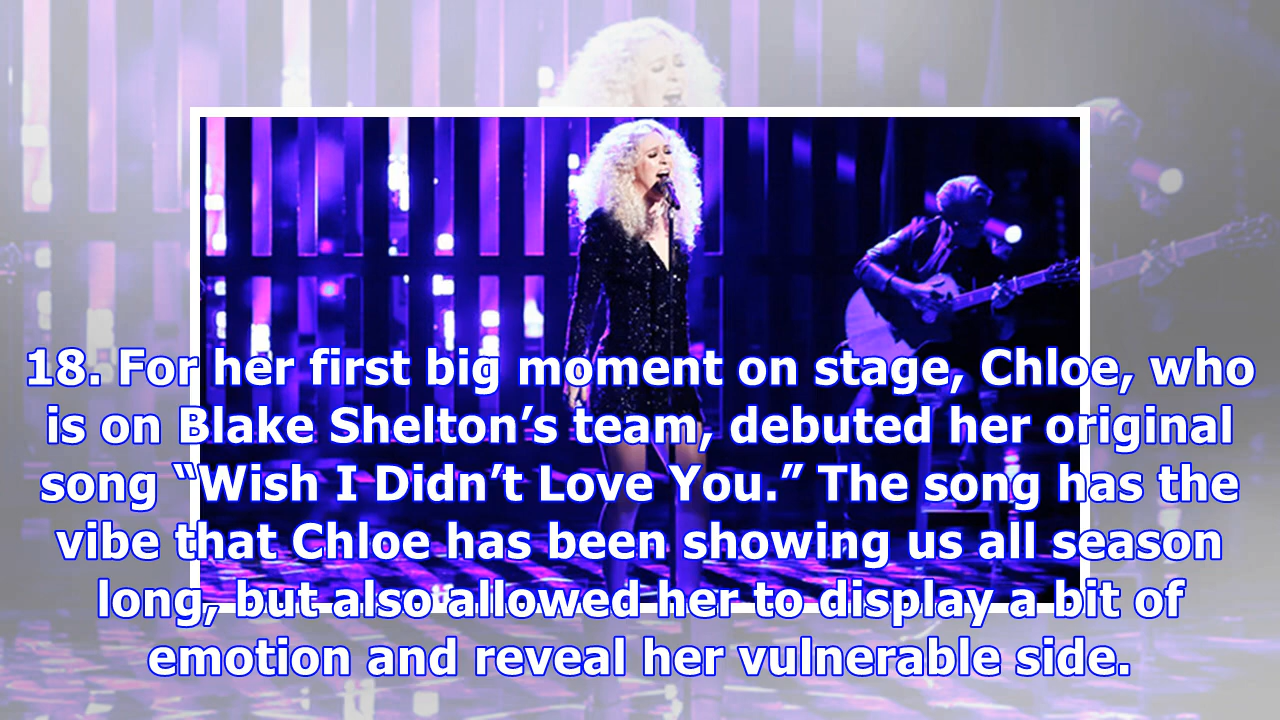 18. For her first big moment on stage, Chloe, who
is on Blake Shelton’s team, debuted her original
song “Wish I Didn’t Love You.” The song has the
vibe that Chloe has been showing us all season
long, but also allowed her to display a bit of
emotion and reveal her vulnerable side.